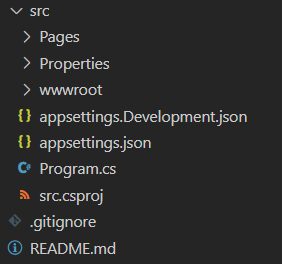 src
Pages
Properties
wwwroot
appsettings.Development.json
appsettings.json
C# Program.cs
src.csproj
.gitignore
README.md